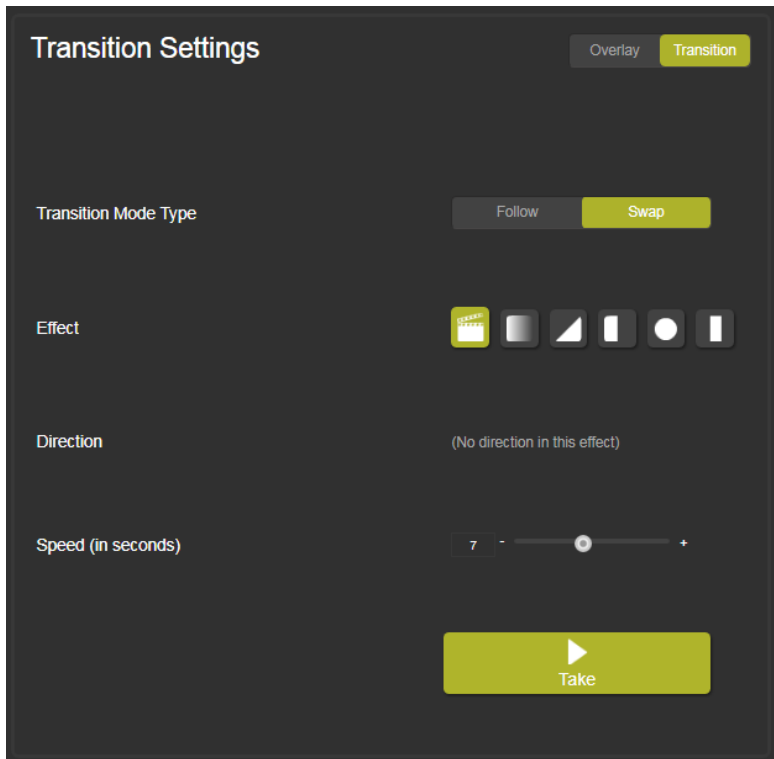 Transition Settings
Overlay Transition
Transition Mode Type
Follow Swap
Effect
Direction
(No direction in this effect)
Speed (in seconds)
7 - +
Take